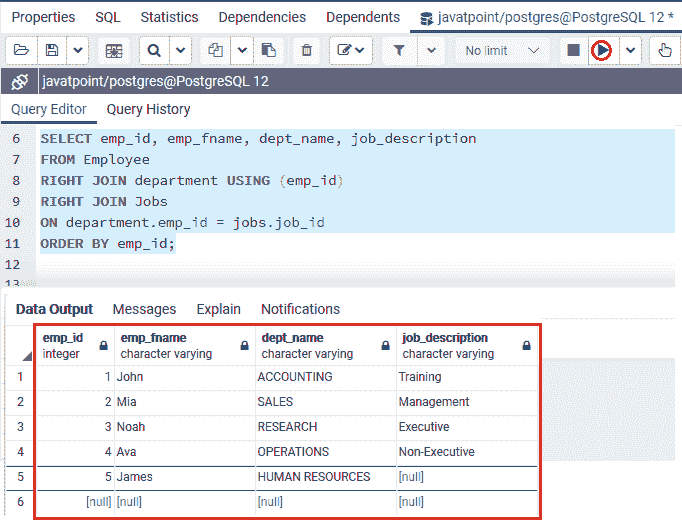 Properties SQL Statistics Dependencies Dependents javatpoint/postgres@PostgreSQL 12 *
No limit
javatpoint/postgres@PostgreSQL 12
Query Editor Query History
6 SELECT emp_id, emp_fname, dept_name, job_description
7 FROM Employee
8 RIGHT JOIN department USING (emp_id)
9 RIGHT JOIN Jobs
10 ON department.emp_id = jobs.job_id
11 ORDER BY emp_id;
12
13
Data Output Messages Explain Notifications
emp_id emp_fname dept_name job_description
integer character varying character varying character varying
1 1 John ACCOUNTING Training
2 2 Mia SALES Management
3 3 Noah RESEARCH Executive
4 4 Ava OPERATIONS Non-Executive
5 5 James HUMAN RESOURCES [null]
6 [null] [null] [null] [null]